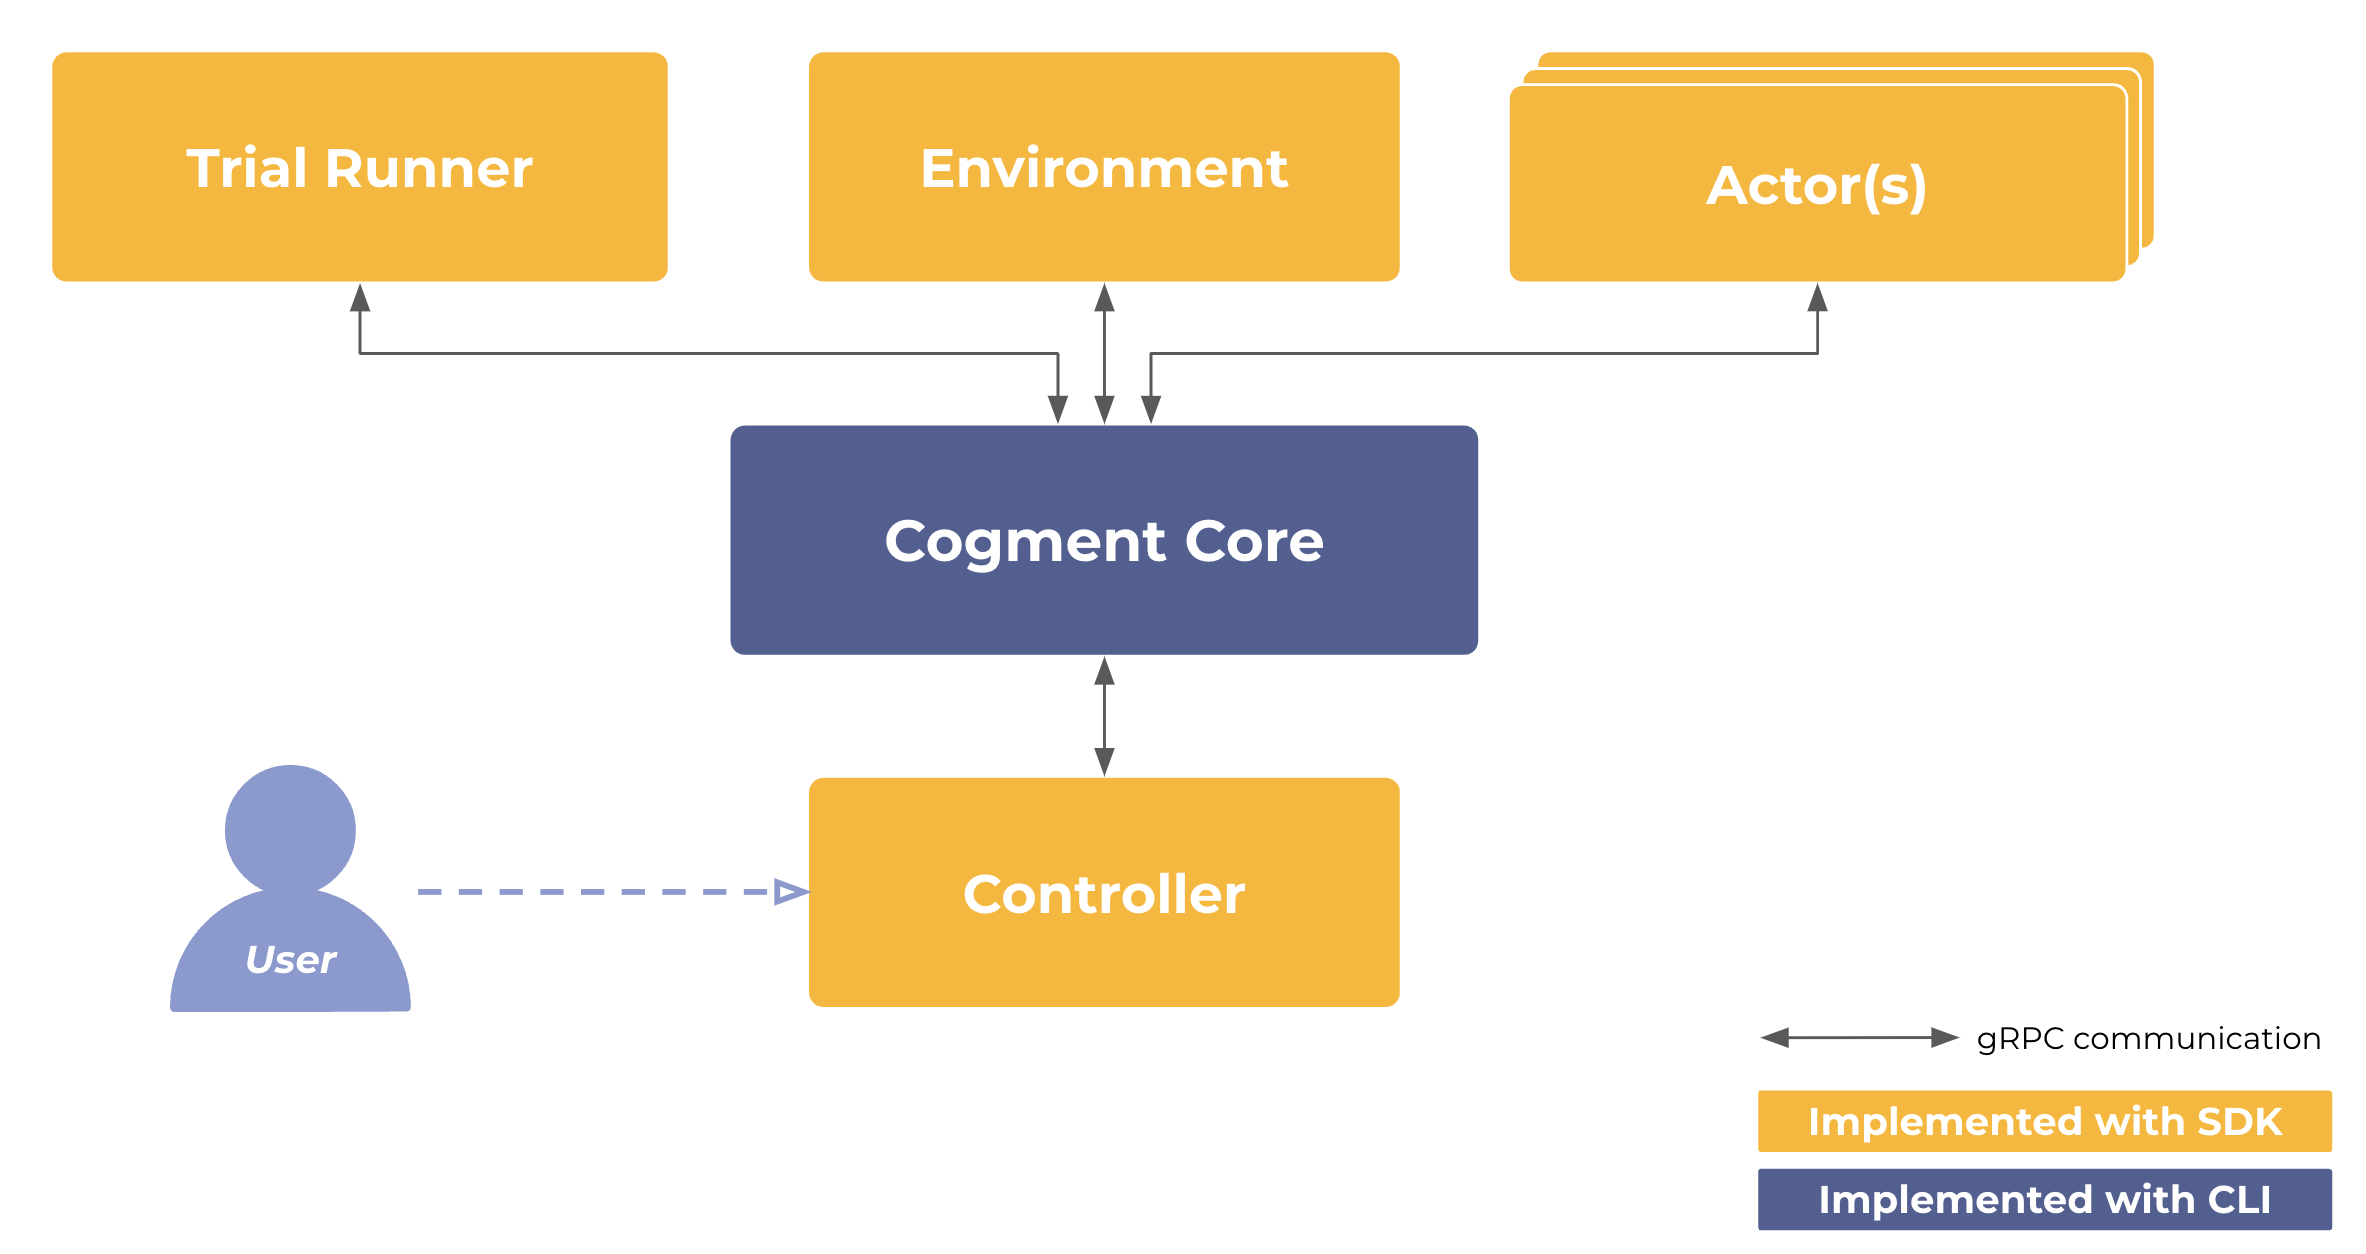 Trial Runner
Environment
Actor(s)
Cogment Core
Controller
User
gRPC communication
Implemented with SDK
Implemented with CLI